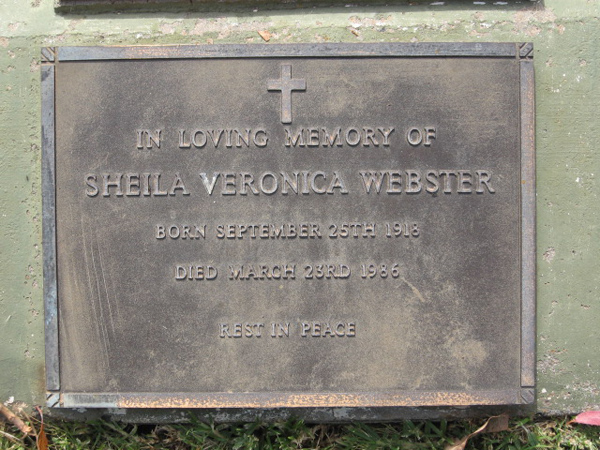 IN LOVING MEMORY OF
SHEILA VERONICA WEBSTER
BORN SEPTEMBER 25TH 1918
DIED MARCH 23RD 1986
REST IN PEACE